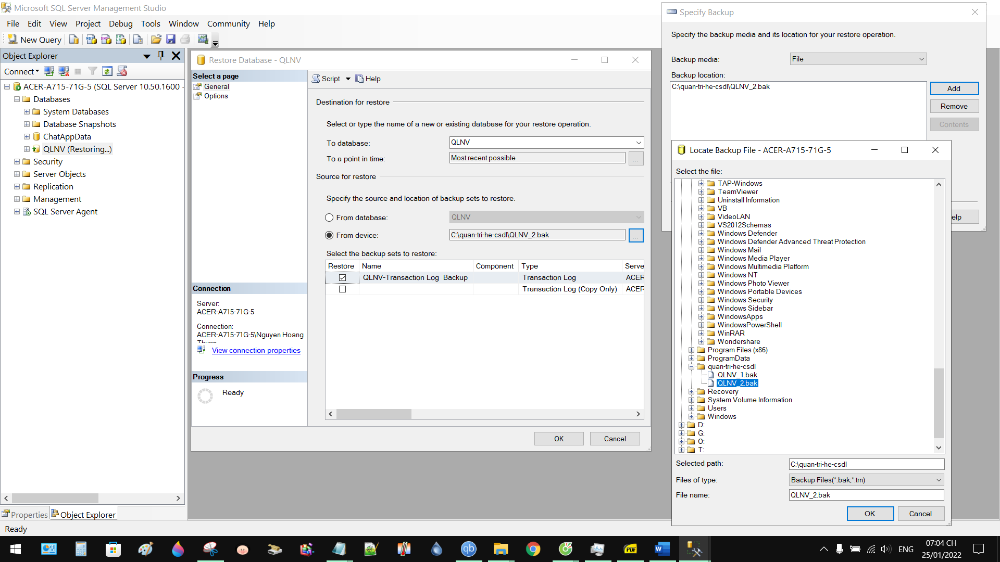 Microsoft SQL Server Management Studio
File Edit View Project Debug Tools Window Community Help
New Query
Object Explorer
Connect
ACER-A715-71G-5 (SQL Server 10.50.1600 -
Databases
System Databases
Database Snapshots
ChatAppData
QLNV (Restoring...)
Security
Server Objects
Replication
Management
SQL Server Agent
Properties
Object Explorer
Ready
Restore Database - QLNV
Select a page
General
Options
Connection
Server:
ACER-A715-71G-5
Connection:
ACER-A715-71G-5\Nguyen Hoang
View connection properties
Progress
Ready
Script Help
Destination for restore
Select or type the name of a new or existing database for your restore operation.
To database: QLNV
To a point in time: Most recent possible ...
Source for restore
Specify the source and location of backup sets to restore.
From database: QLNV
From device: C:\quan-tri-he-csdl\QLNV_2.bak ...
Select the backup sets to restore:
Restore Name Component Type Serve
QLNV-Transaction Log  Backup Transaction Log ACER
Transaction Log (Copy Only) ACER
OK Cancel
Specify Backup
Specify the backup media and its location for your restore operation.
Backup media: File
Backup location:
C:\quan-tri-he-csdl\QLNV_2.bak
Add
Remove
Contents
elp
Locate Backup File - ACER-A715-71G-5
Select the file:
TAP-Windows
TeamViewer
Uninstall Information
VB
VideoLAN
VS2012Schemas
Windows Defender
Windows Defender Advanced Threat Protection
Windows Mail
Windows Media Player
Windows Multimedia Platform
Windows NT
Windows Photo Viewer
Windows Portable Devices
Windows Security
Windows Sidebar
WindowsApps
WindowsPowerShell
WinRAR
Wondershare
Program Files (x86)
ProgramData
quan-tri-he-csdl
QLNV_1.bak
QLNV_2.bak
Recovery
System Volume Information
Users
Windows
D:
G:
O:
T:
Selected path: C:\quan-tri-he-csdl
Files of type: Backup Files(*.bak;*.trn)
File name: QLNV_2.bak
OK Cancel
qb
PDF
ENG
07:04 CH
25/01/2022